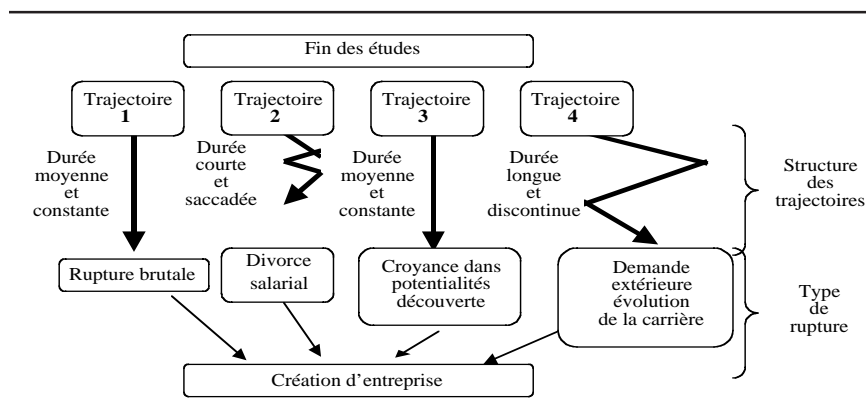 Fin des études
Trajectoire
1
Trajectoire
2
Trajectoire
3
Trajectoire
4
Durée
moyenne
et
constante
Durée
courte
et
saccadée
Durée
moyenne
et
constante
Durée
longue
et
discontinue
Structure
des
trajectoires
Rupture brutale
Divorce
salarial
Croyance dans
potentialités
découverte
Demande
extérieure
évolution
de la carrière
Type
de
rupture
Création d’entreprise